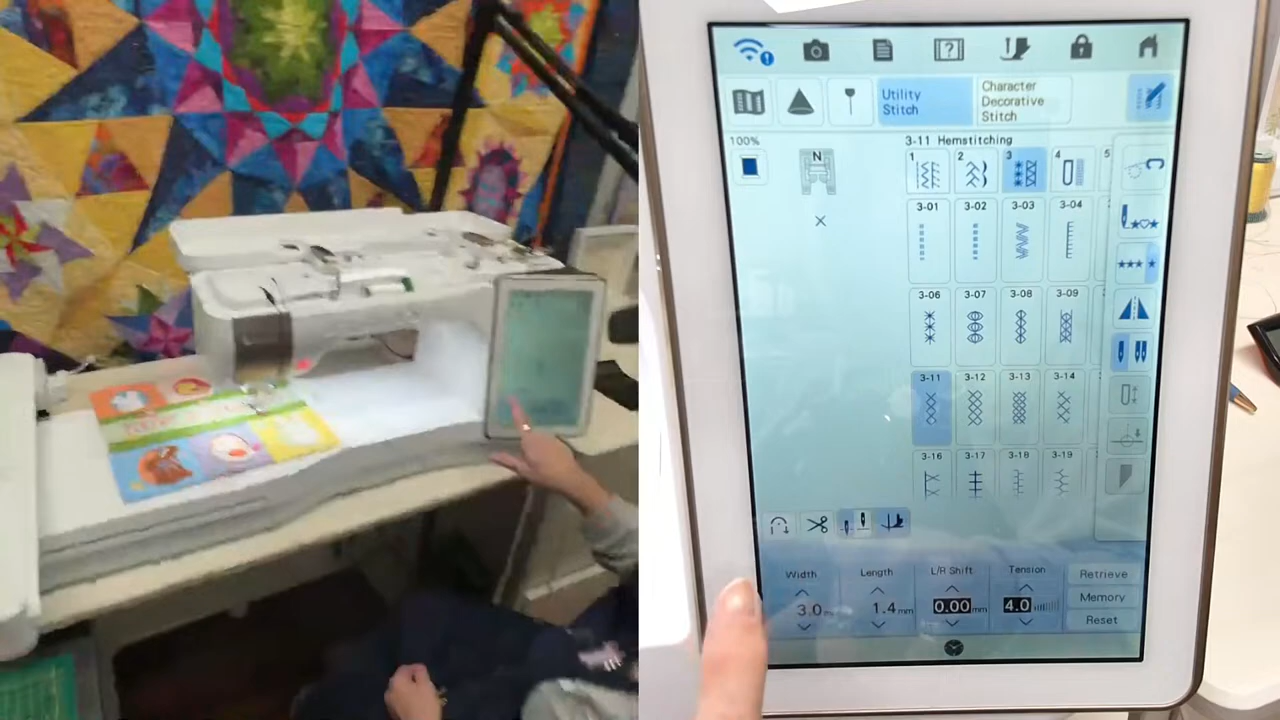 Utility
Stitch
Character
Decorative
Stitch
100%
3-11 Hemstitching
N
1 2 3 4 5
3-01 3-02 3-03 3-04
3-06 3-07 3-08 3-09
3-11 3-12 3-13 3-14
3-16 3-17 3-18 3-19
Width Length L/R Shift Tension
3.0 1.4 mm 0.00 mm 4.0
Retrieve
Memory
Reset